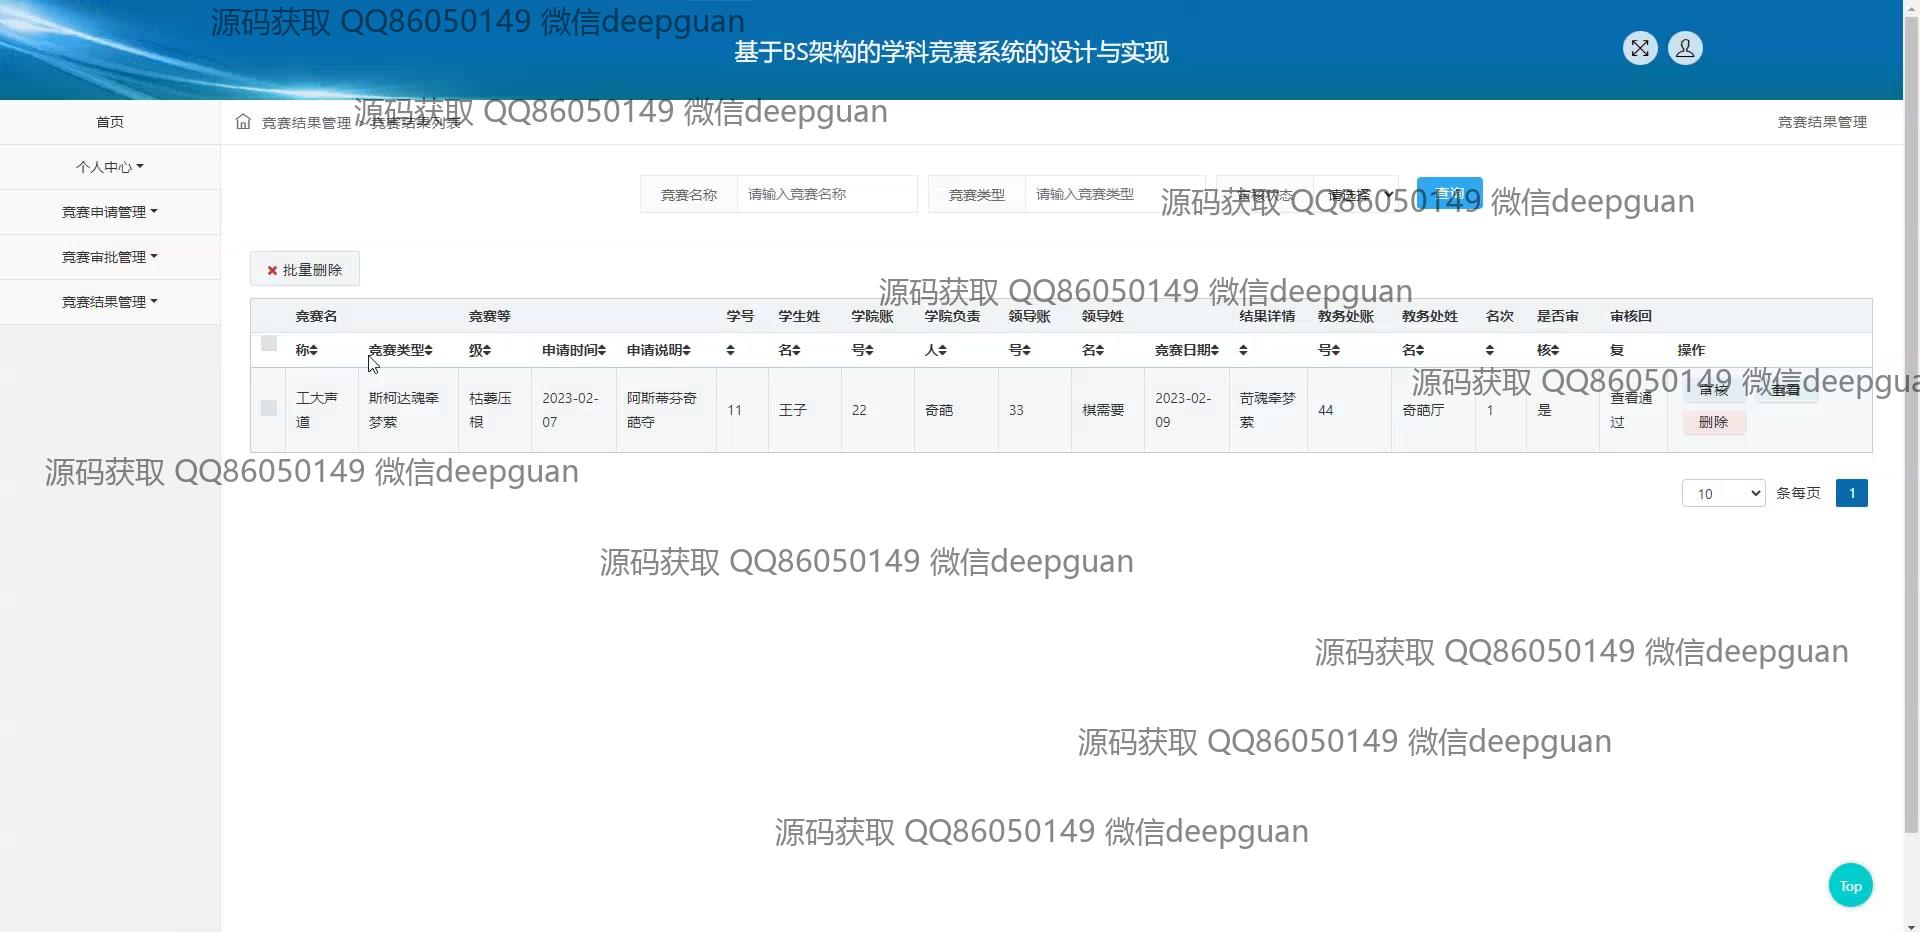 源码获取 QQ86050149 微信deepguan
基于BS架构的学科竞赛系统的设计与实现
首页
个人中心
竞赛申请管理
竞赛审批管理
竞赛结果管理
竞赛结果管理 > 竞赛结果列表
源码获取 QQ86050149 微信deepguan
竞赛结果管理
竞赛名称 请输入竞赛名称 竞赛类型 请输入竞赛类型 审核状态 请选择 查询
源码获取 QQ86050149 微信deepguan
批量删除
源码获取 QQ86050149 微信deepguan
竞赛名 竞赛等 学号 学生姓 学院账 学院负责 领导账 领导姓 结果详情 教务处账 教务处姓 名次 是否审 审核回
称 竞赛类型 级 申请时间 申请说明 名 号 人 号 名 竞赛日期 号 名 核 复 操作
源码获取 QQ86050149 微信deepgua
工大声 斯柯达魂牵 枯萎压 2023-02- 阿斯蒂芬奇 11 王子 22 奇葩 33 棋需要 2023-02- 苛魂牵梦 44 奇葩厅 1 是 查看通 审核 查看
道 梦萦 根 07 葩夺 09 萦 过 删除
源码获取 QQ86050149 微信deepguan
10 条每页 1
源码获取 QQ86050149 微信deepguan
源码获取 QQ86050149 微信deepguan
源码获取 QQ86050149 微信deepguan
源码获取 QQ86050149 微信deepguan
Top